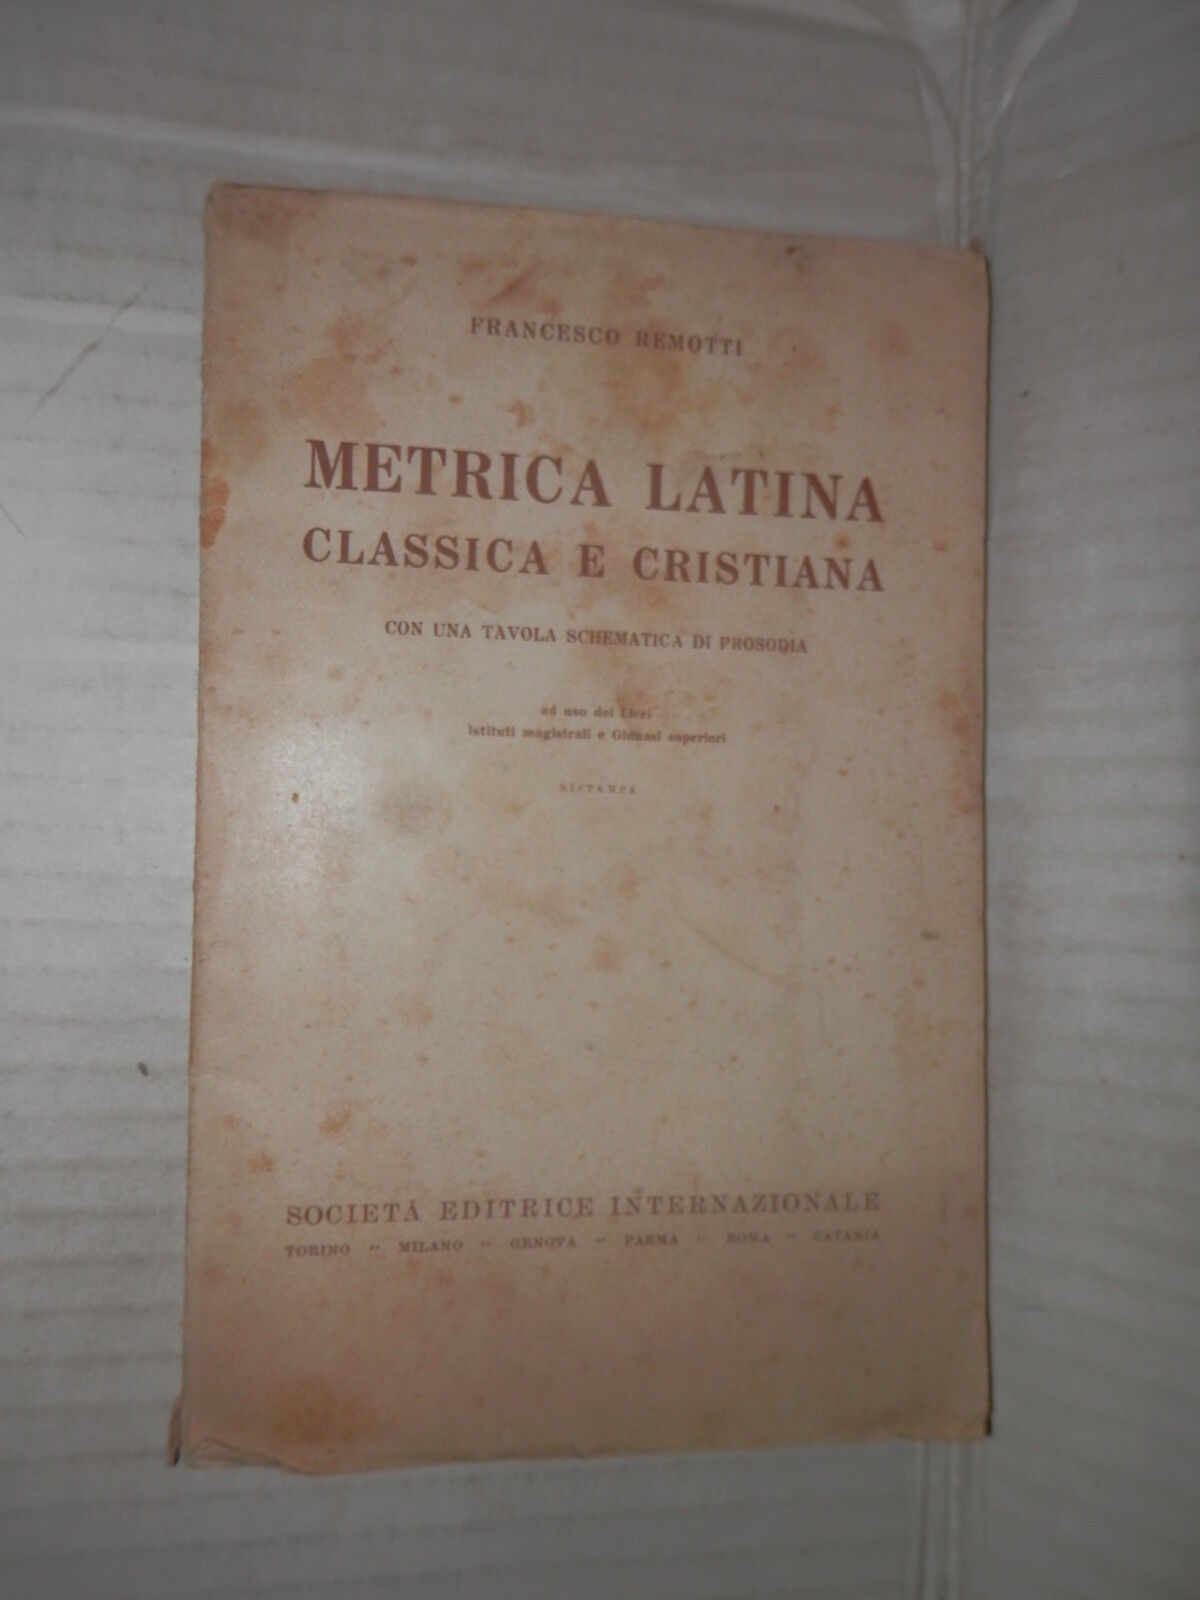 FRANCESCO REMOTTI
METRICA LATINA
CLASSICA E CRISTIANA
CON UNA TAVOLA SCHEMATICA DI PROSODIA
ad uso dei Licei
Istituti magistrali e Ginnasi superiori
RISTAMPA
SOCIETÀ EDITRICE INTERNAZIONALE
TORINO -- MILANO -- GENOVA -- PARMA -- ROMA -- CATANIA